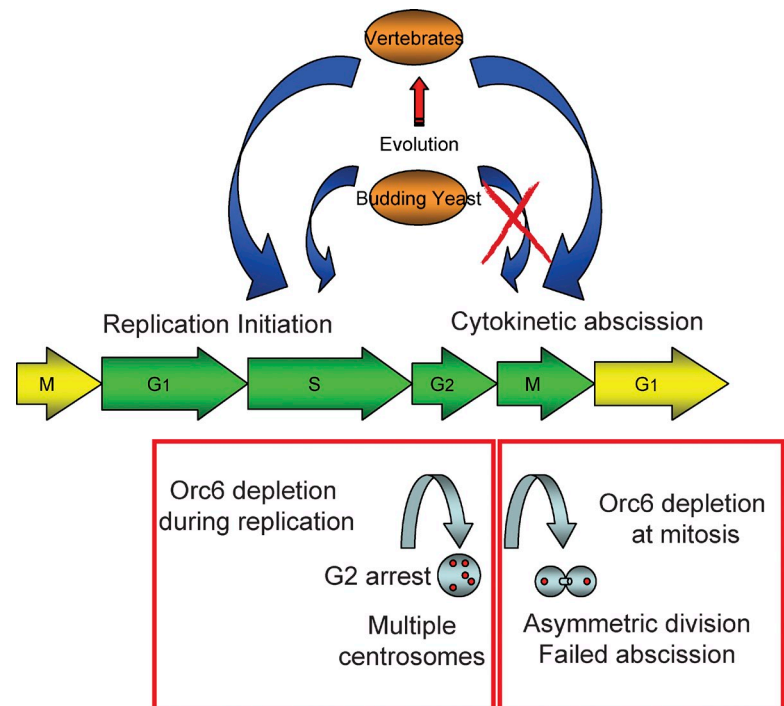 Vertebrates
Evolution
Budding Yeast
Replication Initiation
Cytokinetic abscission
M
G1
S
G2
M
G1
Orc6 depletion
during replication
G2 arrest
Multiple
centrosomes
Orc6 depletion
at mitosis
Asymmetric division
Failed abscission